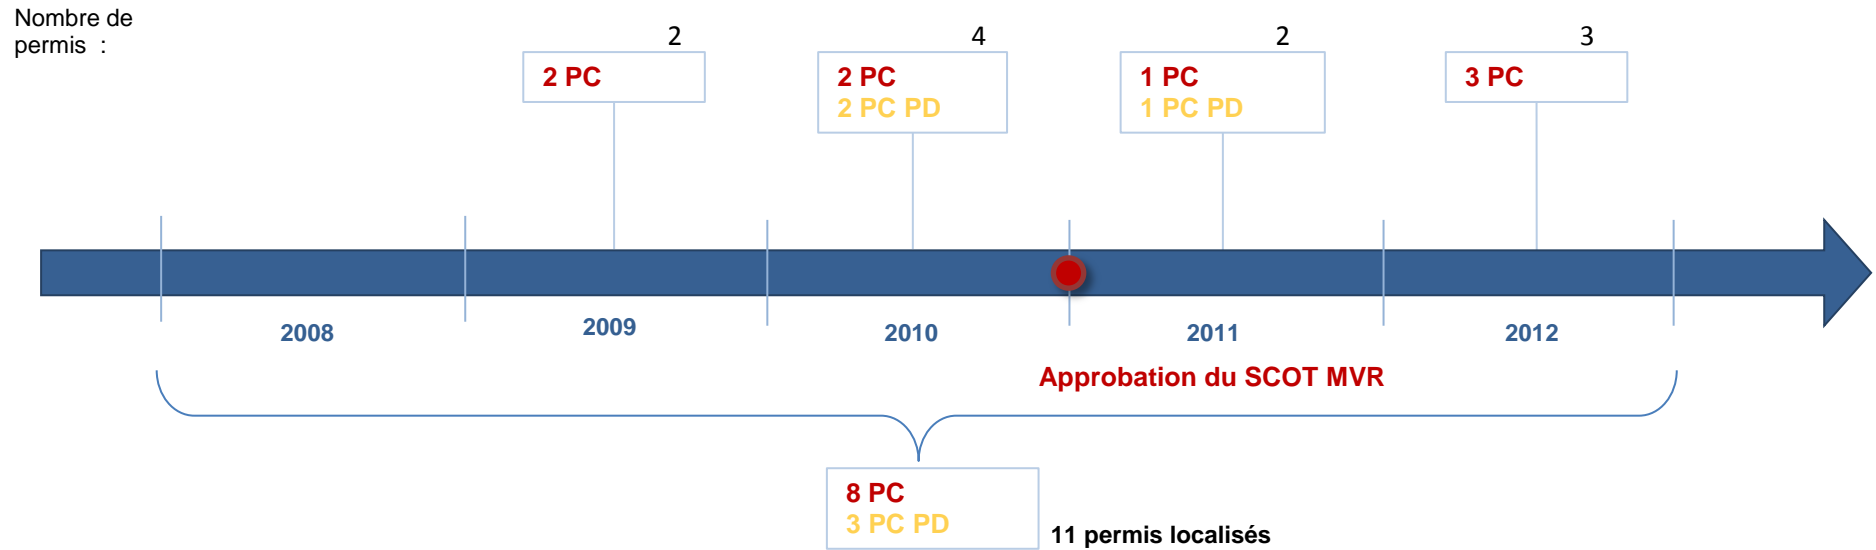 Nombre de
permis :
2
4
2
3
2 PC
2 PC
2 PC PD
1 PC
1 PC PD
3 PC
2008
2009
2010
2011
2012
Approbation du SCOT MVR
8 PC
3 PC PD
11 permis localisés